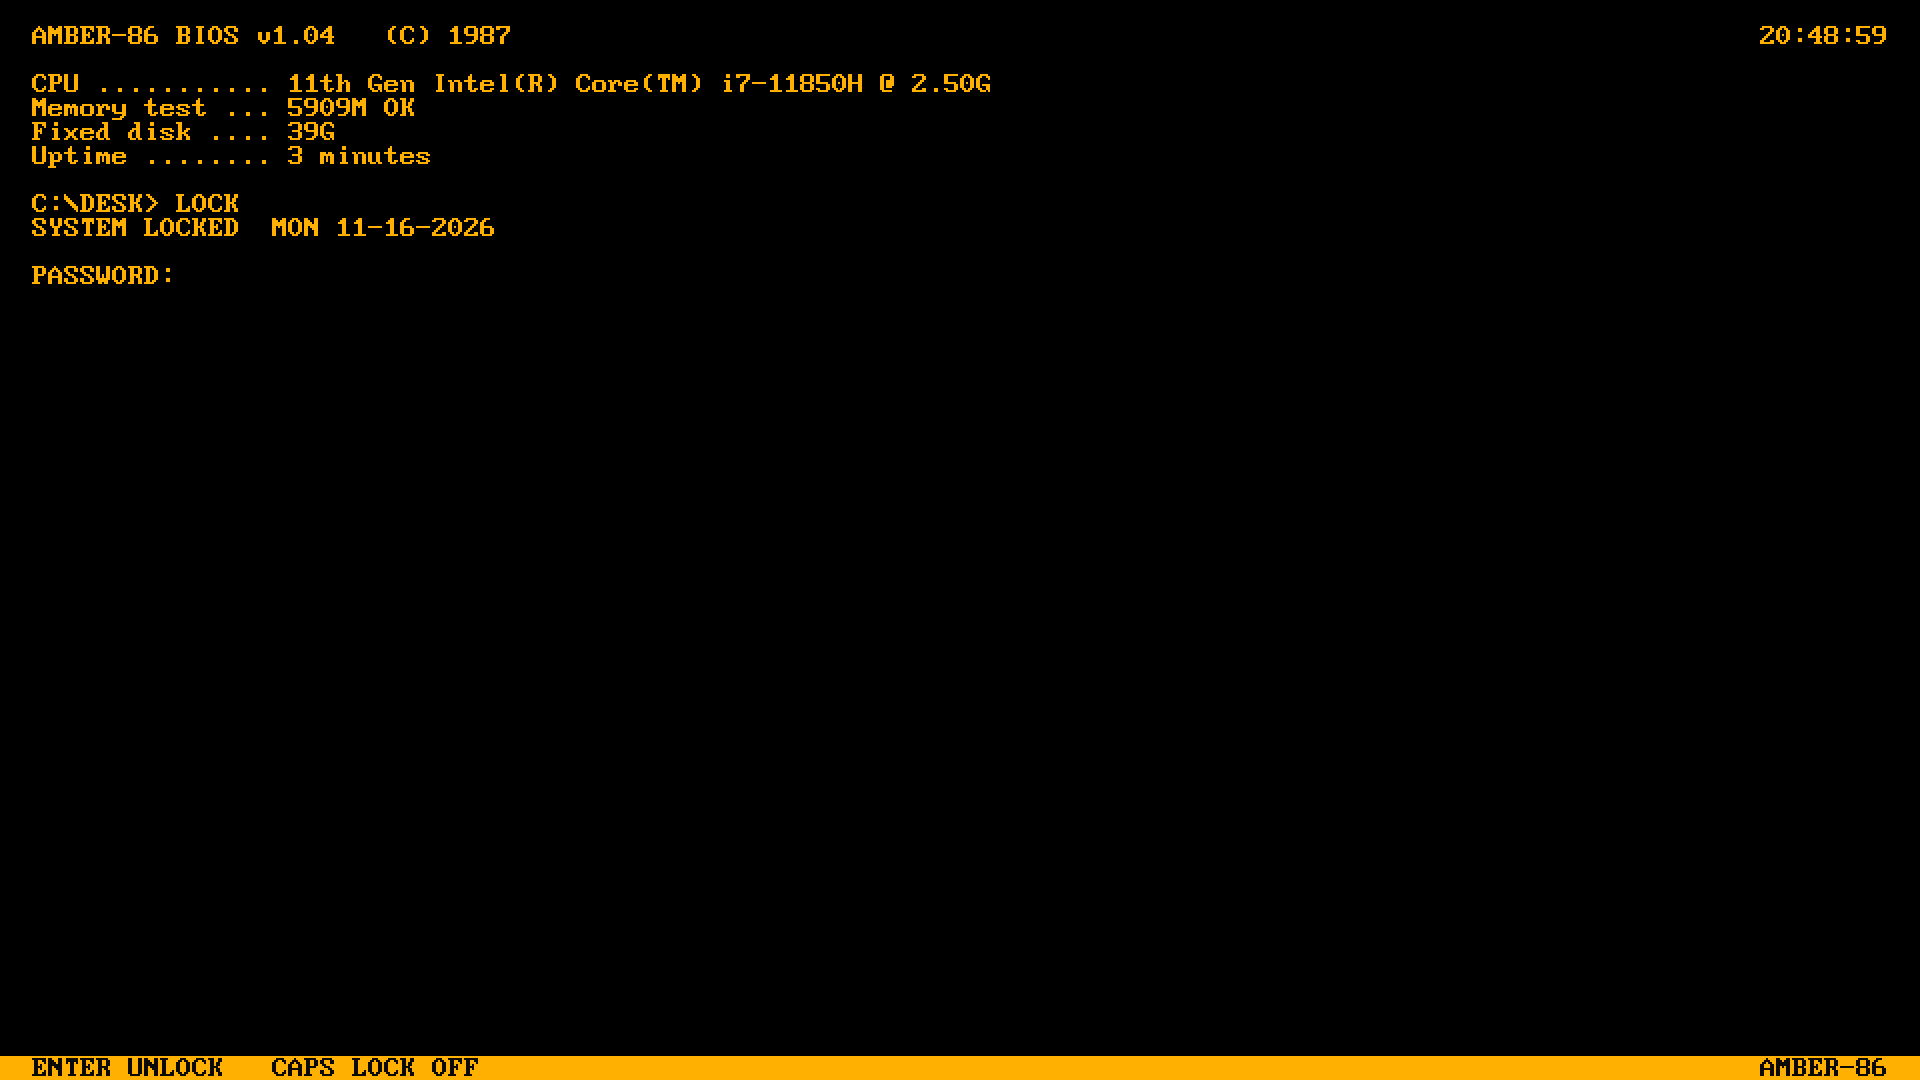 AMBER-86 BIOS v1.04   (C) 1987   20:48:59
CPU ........... 11th Gen Intel(R) Core(TM) i7-11850H @ 2.50G
Memory test ... 5909M OK
Fixed disk .... 39G
Uptime ........ 3 minutes
C:\DESK> LOCK
SYSTEM LOCKED  MON 11-16-2026
PASSWORD:
ENTER UNLOCK   CAPS LOCK OFF   AMBER-86